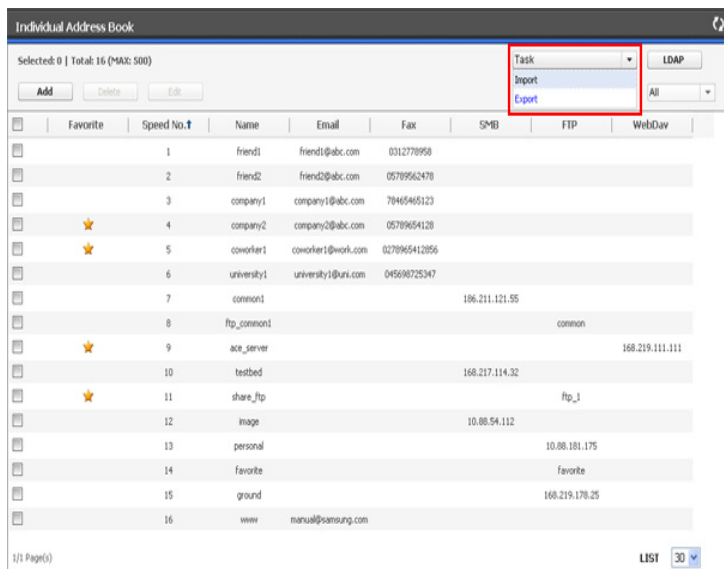 Individual Address Book
Selected: 0 | Total: 16 (MAX: 500)
Task LDAP
Import
Export
Add Delete Edit All
Favorite Speed No. Name Email Fax SMB FTP WebDav
1 friend1 friend1@abc.com 0312778958
2 friend2 friend2@abc.com 05789562478
3 company1 company1@abc.com 78465465123
4 company2 company2@abc.com 05789654128
5 coworker1 coworker1@work.com 0278965412856
6 university1 university1@uni.com 045698725347
7 common1 186.211.121.55
8 ftp_common1 common
9 ace_server 168.219.111.111
10 testbed 168.217.114.32
11 share_ftp ftp_1
12 image 10.88.54.112
13 personal 10.88.181.175
14 favorite favorite
15 ground 168.219.178.25
16 www manual@samsung.com
1/1 Page(s) LIST 30